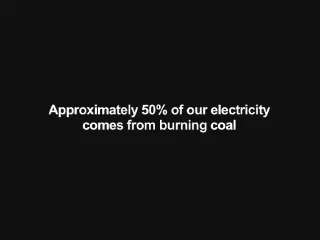 Approximately 50% of our electricity
comes from burning coal